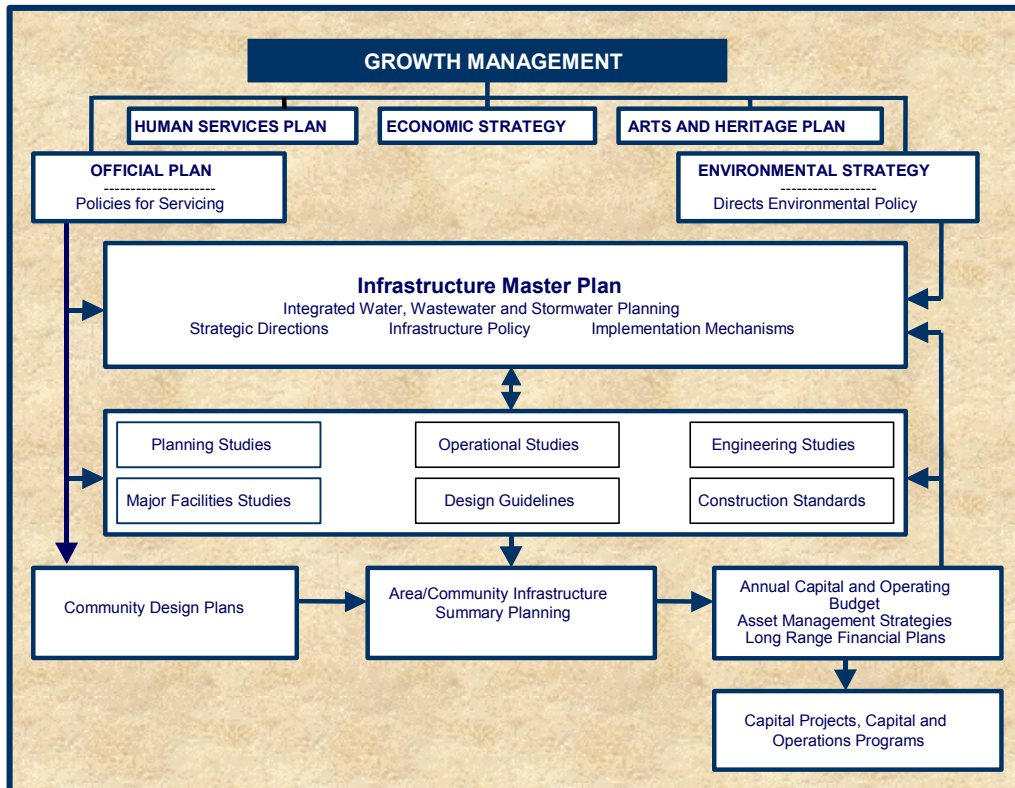 GROWTH MANAGEMENT
HUMAN SERVICES PLAN
ECONOMIC STRATEGY
ARTS AND HERITAGE PLAN
OFFICIAL PLAN
---------------------
Policies for Servicing
ENVIRONMENTAL STRATEGY
------------------
Directs Environmental Policy
Infrastructure Master Plan
Integrated Water, Wastewater and Stormwater Planning
Strategic Directions Infrastructure Policy Implementation Mechanisms
Planning Studies
Operational Studies
Engineering Studies
Major Facilities Studies
Design Guidelines
Construction Standards
Community Design Plans
Area/Community Infrastructure
Summary Planning
Annual Capital and Operating
Budget
Asset Management Strategies
Long Range Financial Plans
Capital Projects, Capital and
Operations Programs